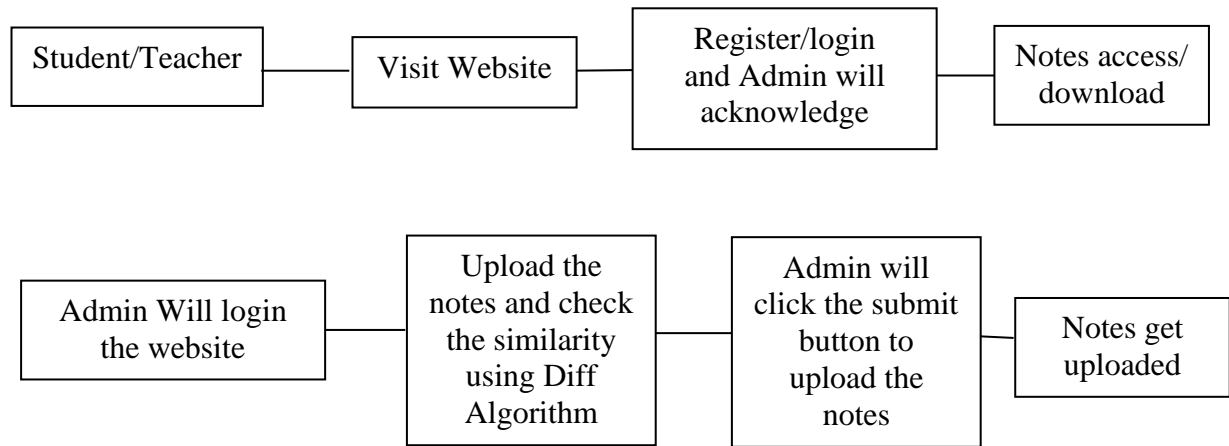 Student/Teacher
Visit Website
Register/login
and Admin will
acknowledge
Notes access/
download
Admin Will login
the website
Upload the
notes and check
the similarity
using Diff
Algorithm
Admin will
click the submit
button to
upload the
notes
Notes get
uploaded